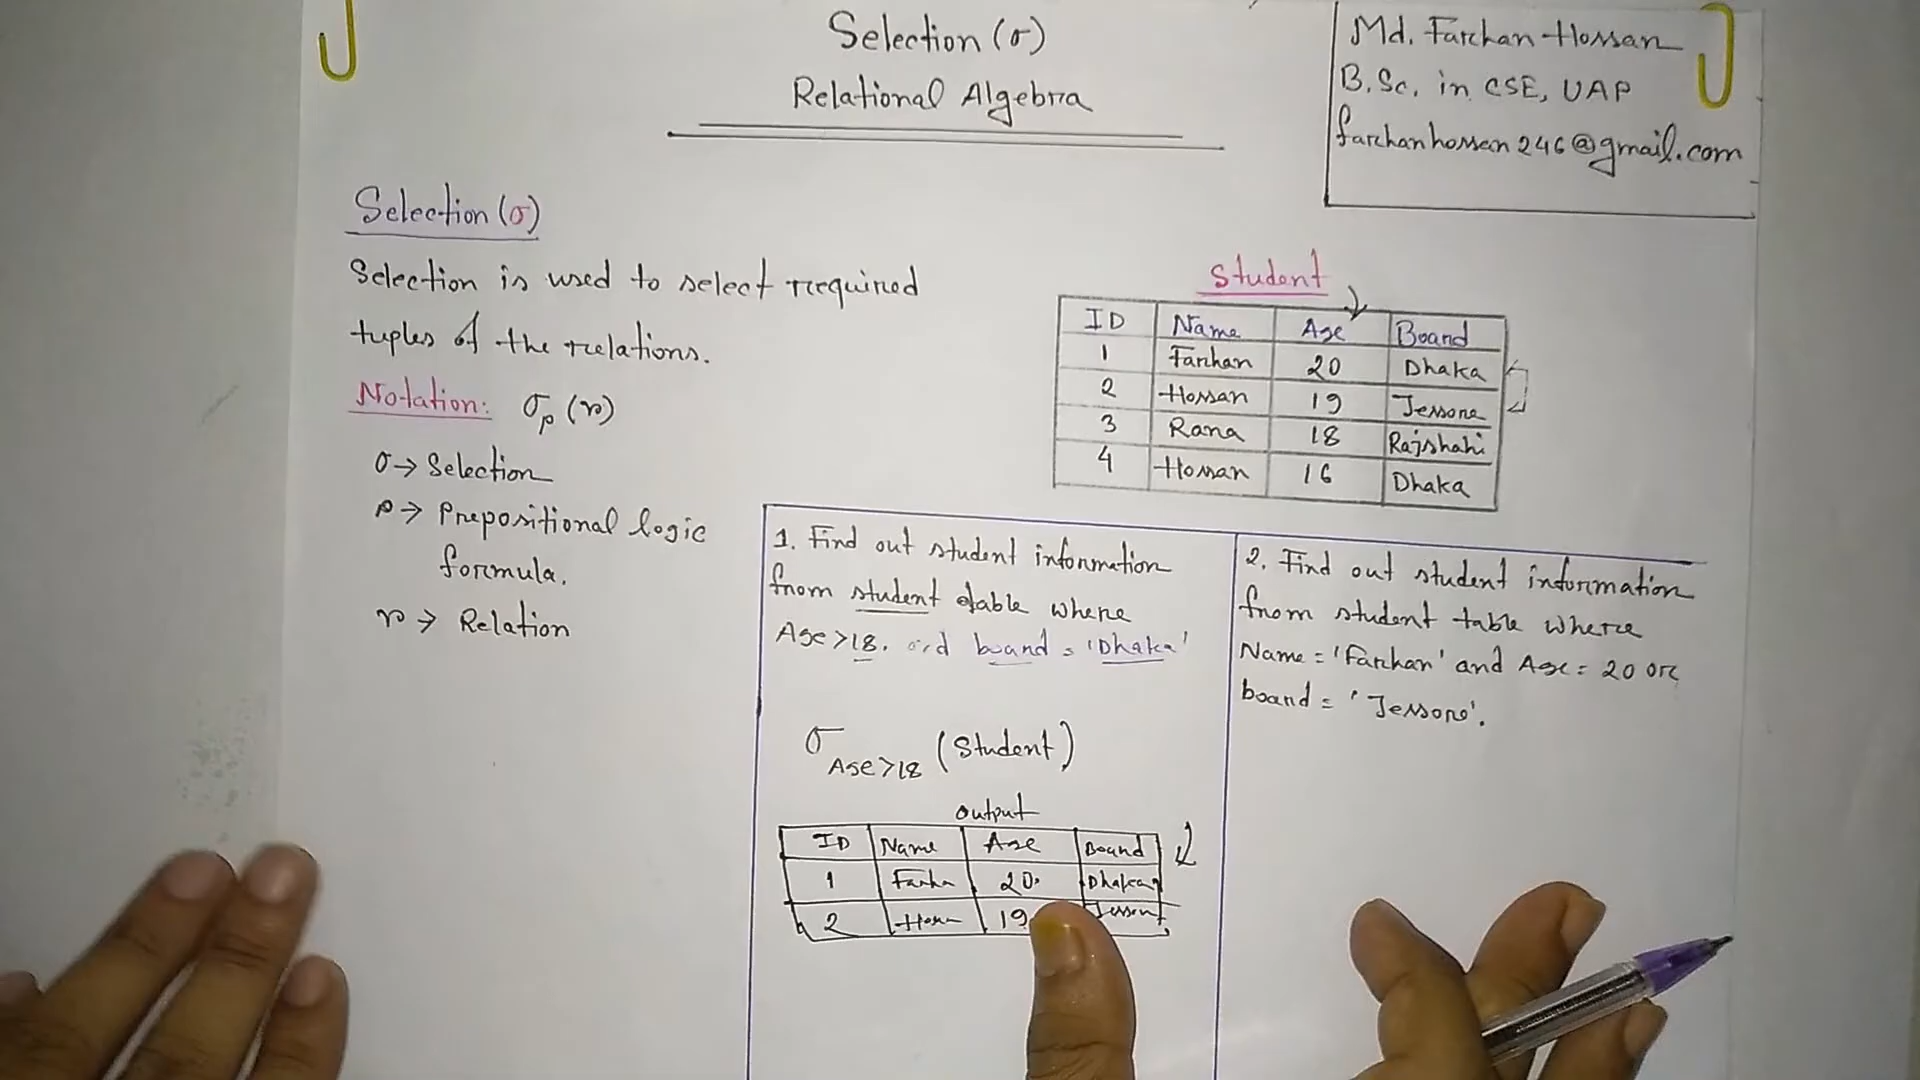 Selection (σ)
Relational Algebra
Md. Farhan Hossan
B.Sc. in CSE, UAP
farhanhossan246@gmail.com
Selection (σ)
Selection is used to select required
tuples of the relations.
Notation: σp (r)
σ → Selection
p → Prepositional logic
formula.
r → Relation
Student
ID Name Age Board
1 Farhan 20 Dhaka
2 Hossan 19 Jessore
3 Rana 18 Rajshahi
4 Hossan 16 Dhaka
1. Find out student information
from student table where
Age >18. and board = 'Dhaka'
σ Age >18 (Student)
output
ID Name Age Board
1 20 Dhaka
2 19
2. Find out student information
from student table where
Name = 'Farhan' and Age = 20 or
board = 'Jessore'.